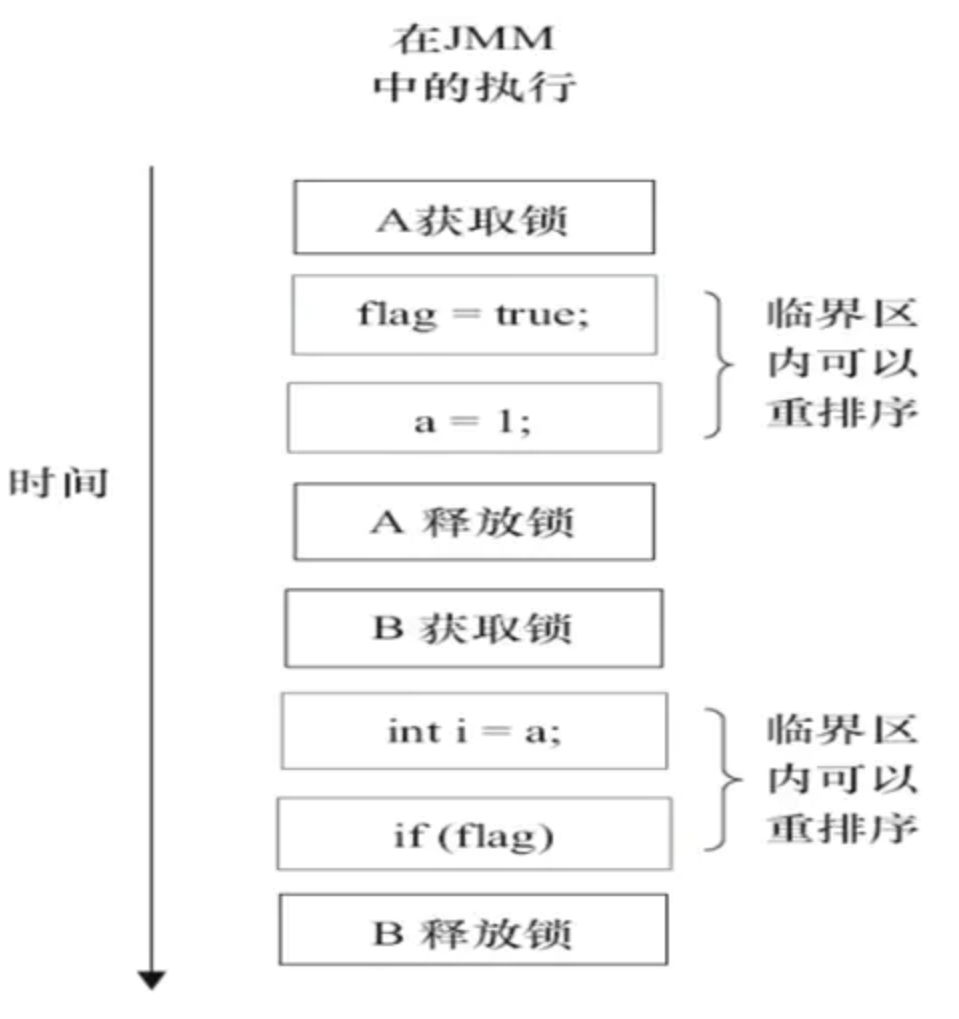 在JMM
中的执行
A获取锁
flag = true;
临界区
内可以
重排序
a = 1;
时间
A 释放锁
B 获取锁
int i = a;
临界区
内可以
重排序
if (flag)
B 释放锁